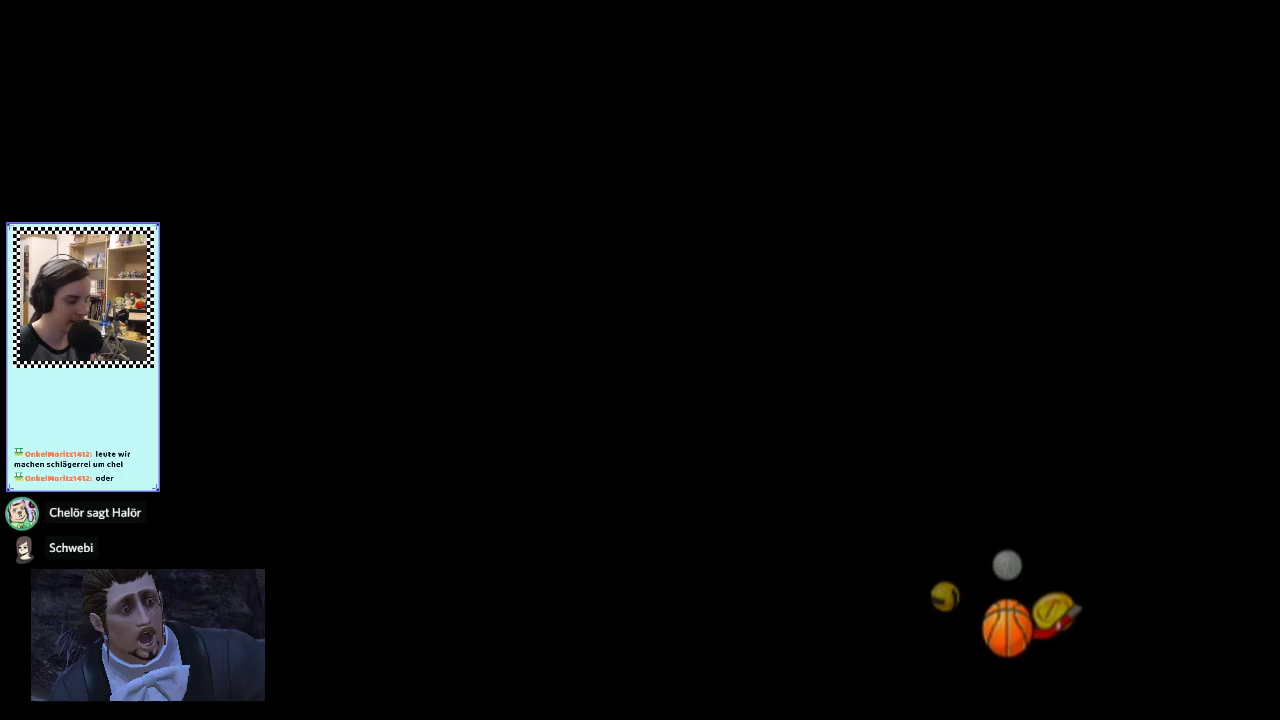 OnkelMoritz1412: leute wir
machen schlägerrei um chel
OnkelMoritz1412: oder
Chelör sagt Halör
Schwebi